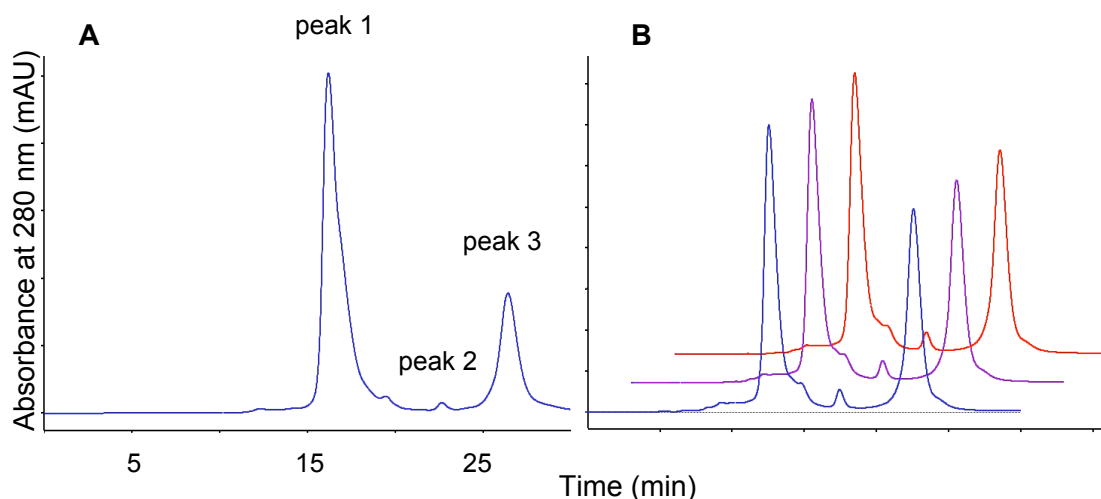 A
peak 1
B
Absorbance at 280 nm (mAU)
peak 3
peak 2
5
15
25
Time (min)